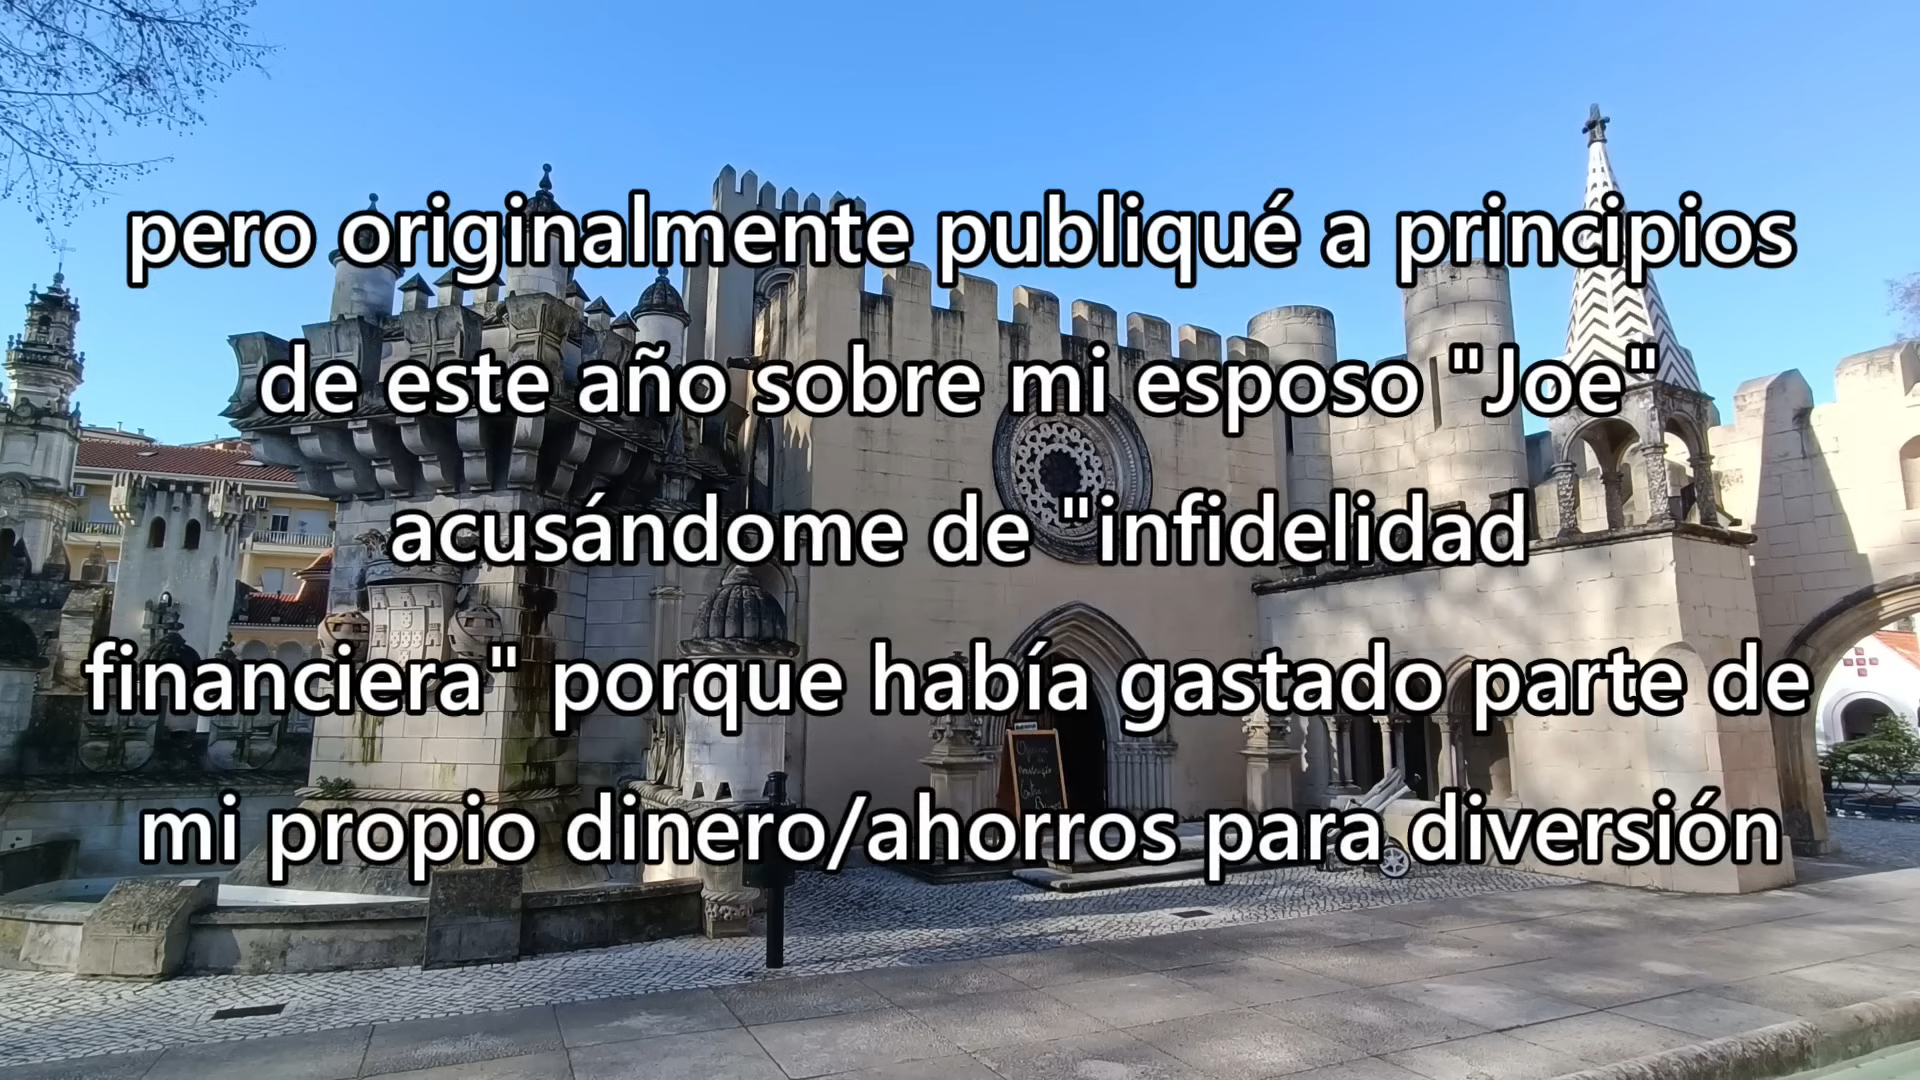 pero originalmente publiqué a principios
de este año sobre mi esposo "Joe"
acusándome de "infidelidad
financiera" porque había gastado parte de
mi propio dinero/ahorros para diversión